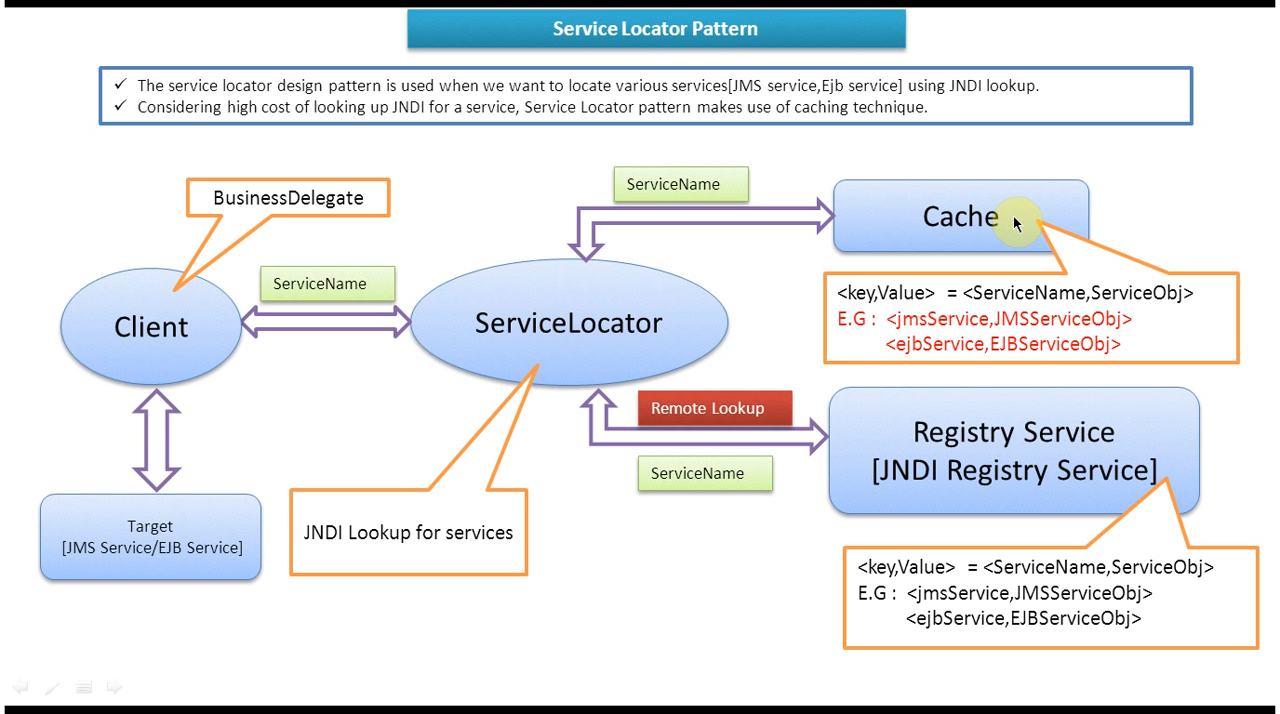 Service Locator Pattern
✓ The service locator design pattern is used when we want to locate various services[JMS service,Ejb service] using JNDI lookup.
✓ Considering high cost of looking up JNDI for a service, Service Locator pattern makes use of caching technique.
BusinessDelegate
ServiceName
Cache
ServiceName
Client
ServiceLocator
<key,Value> = <ServiceName,ServiceObj>
E.G : <jmsService,JMSServiceObj>
<ejbService,EJBServiceObj>
Remote Lookup
ServiceName
Registry Service
[JNDI Registry Service]
Target
[JMS Service/EJB Service]
JNDI Lookup for services
<key,Value> = <ServiceName,ServiceObj>
E.G : <jmsService,JMSServiceObj>
<ejbService,EJBServiceObj>